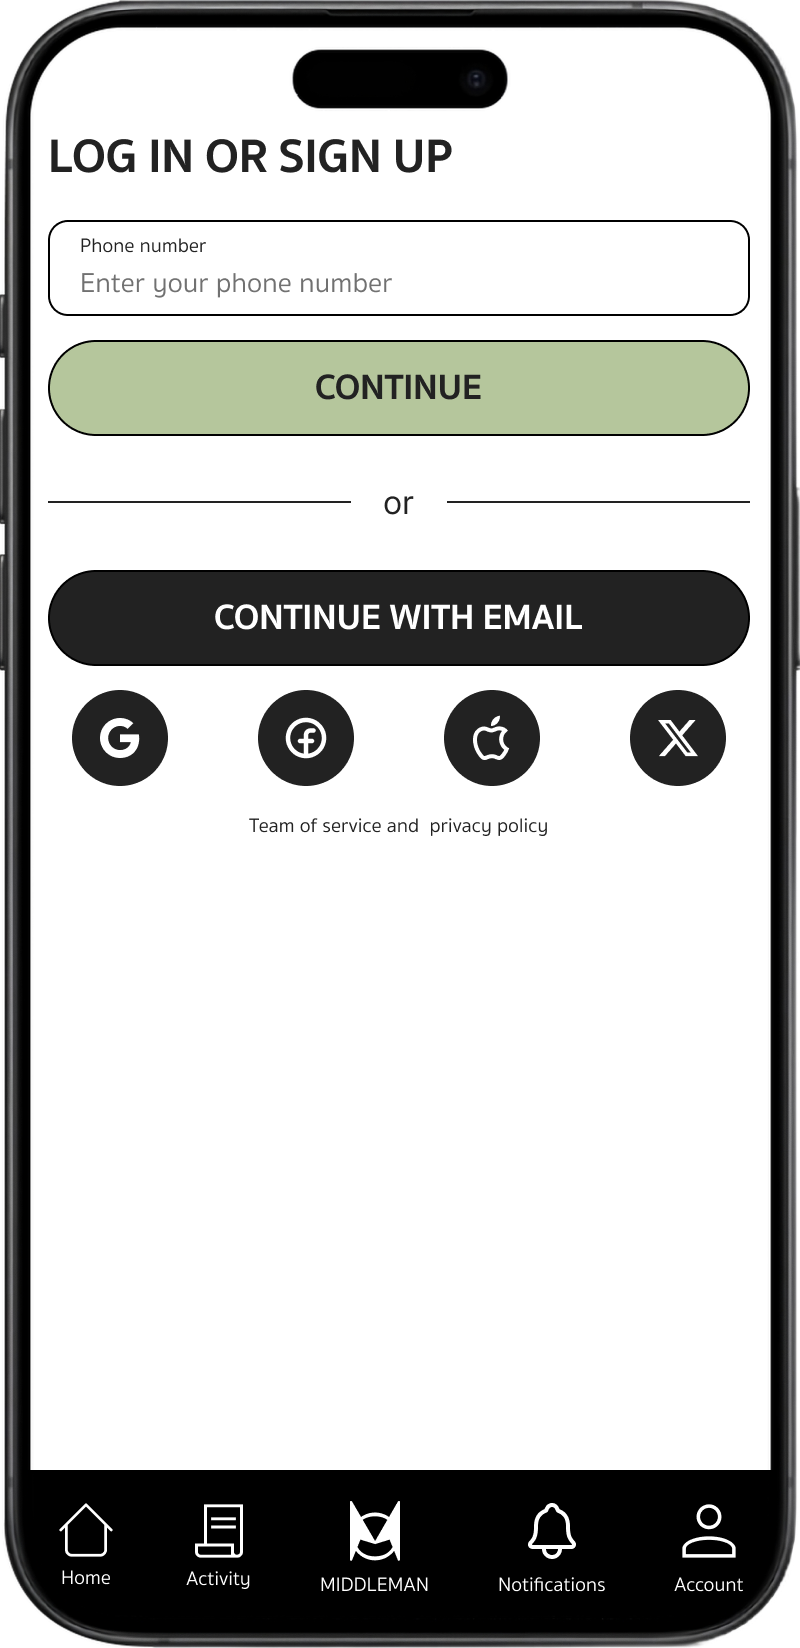 LOG IN OR SIGN UP
Phone number
Enter your phone number
CONTINUE
or
CONTINUE WITH EMAIL
Team of service and  privacy policy
Home
Activity
MIDDLEMAN
Notifications
Account